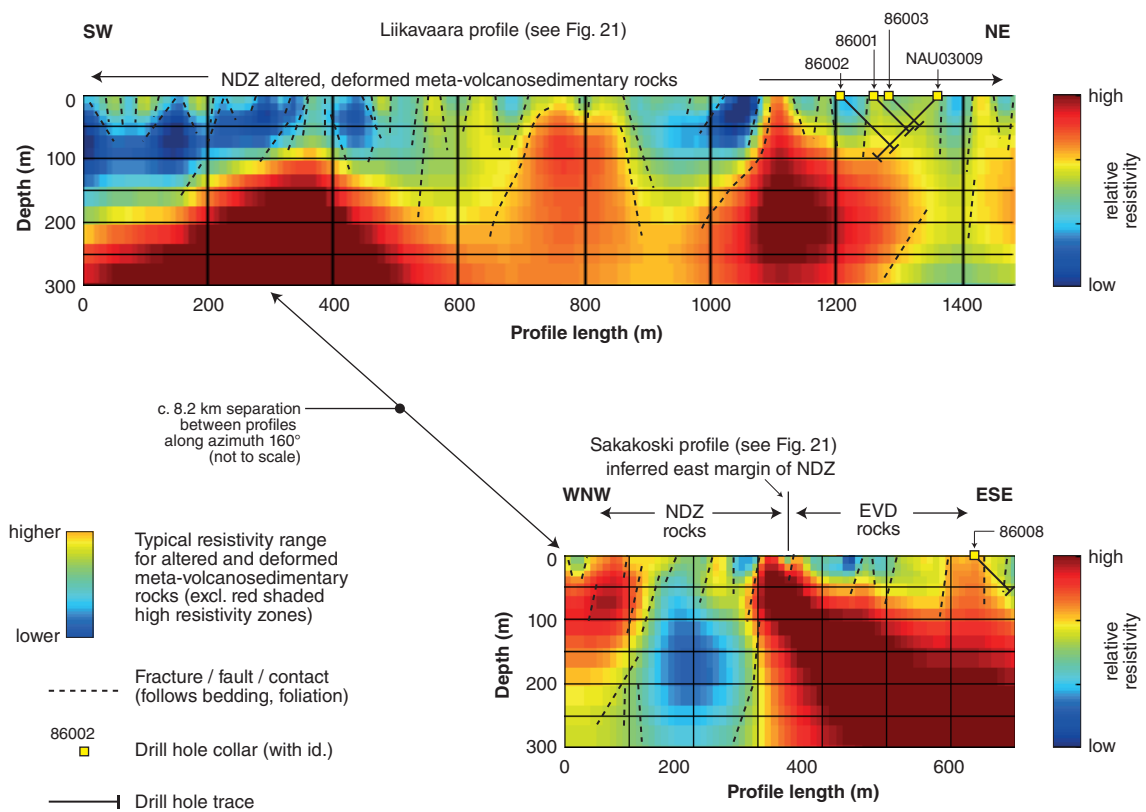 SW
Liikavaara profile (see Fig. 21)
NE
86003
86001
86002
NAU03009
NDZ altered, deformed meta-volcanosedimentary rocks
0
100
200
300
Depth (m)
0
200
400
600
800
1000
1200
1400
Profile length (m)
high
relative
resistivity
low
c. 8.2 km separation
between profiles
along azimuth 160°
(not to scale)
Sakakoski profile (see Fig. 21)
inferred east margin of NDZ
WNW
ESE
NDZ
rocks
EVD
rocks
86008
0
100
200
300
Depth (m)
0
200
400
600
Profile length (m)
high
relative
resistivity
low
higher
lower
Typical resistivity range
for altered and deformed
meta-volcanosedimentary
rocks (excl. red shaded
high resistivity zones)
Fracture / fault / contact
(follows bedding, foliation)
86002
Drill hole collar (with id.)
Drill hole trace